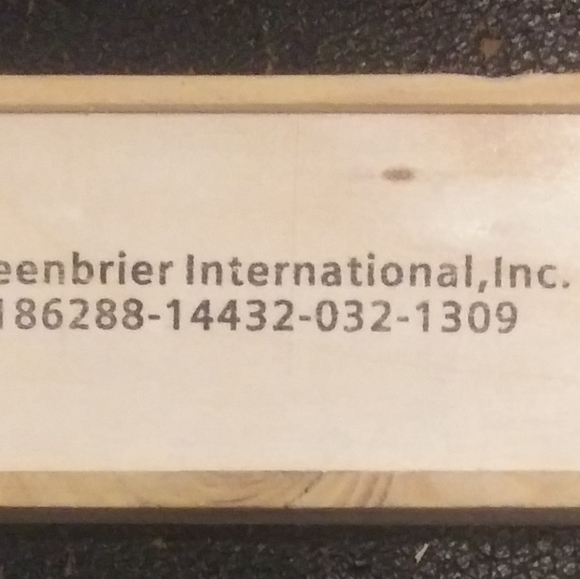 eenbrier International,Inc.
186288-14432-032-1309